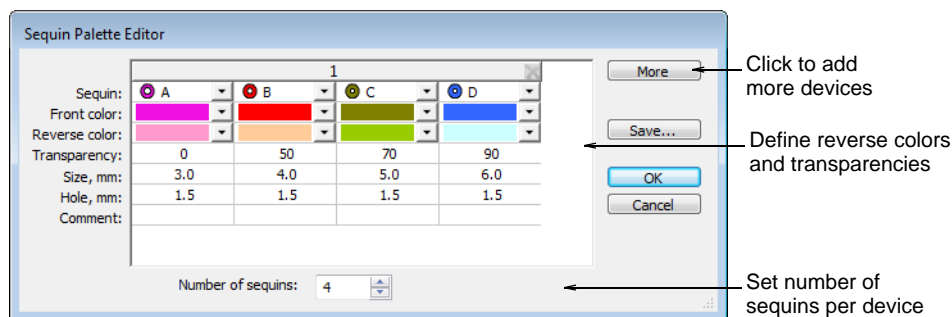 Sequin Palette Editor
1
Sequin: A B C D
Front color:
Reverse color:
Transparency: 0 50 70 90
Size, mm: 3.0 4.0 5.0 6.0
Hole, mm: 1.5 1.5 1.5 1.5
Comment:
Number of sequins: 4
More
Save...
OK
Cancel
Click to add
more devices
Define reverse colors
and transparencies
Set number of
sequins per device